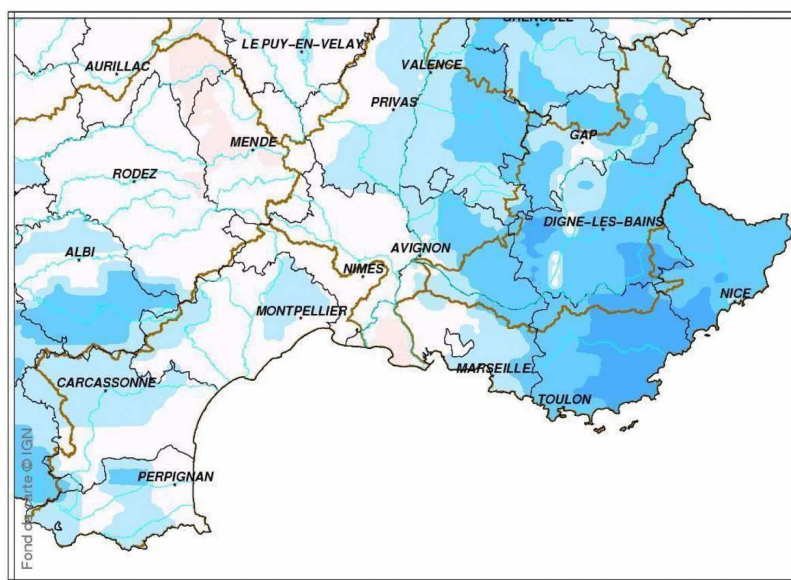 GRENOBLE
LE PUY-EN-VELAY
AURILLAC
VALENCE
PRIVAS
GAP
MENDE
RODEZ
DIGNE-LES-BAINS
ALBI
AVIGNON
NIMES
NICE
MONTPELLIER
MARSEILLE
CARCASSONNE
TOULON
PERPIGNAN
Fond de carte © IGN